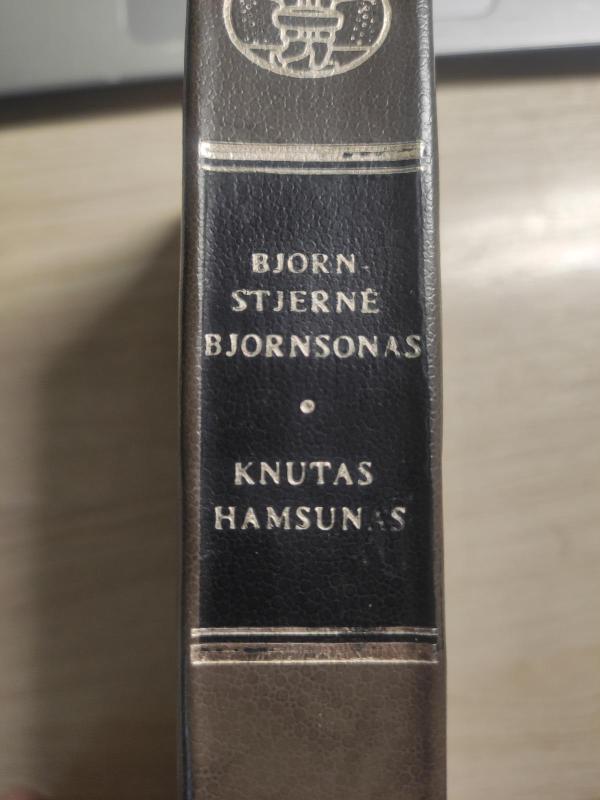 BJORN-
STJERNĖ
BJORNSONAS
KNUTAS
HAMSUNAS